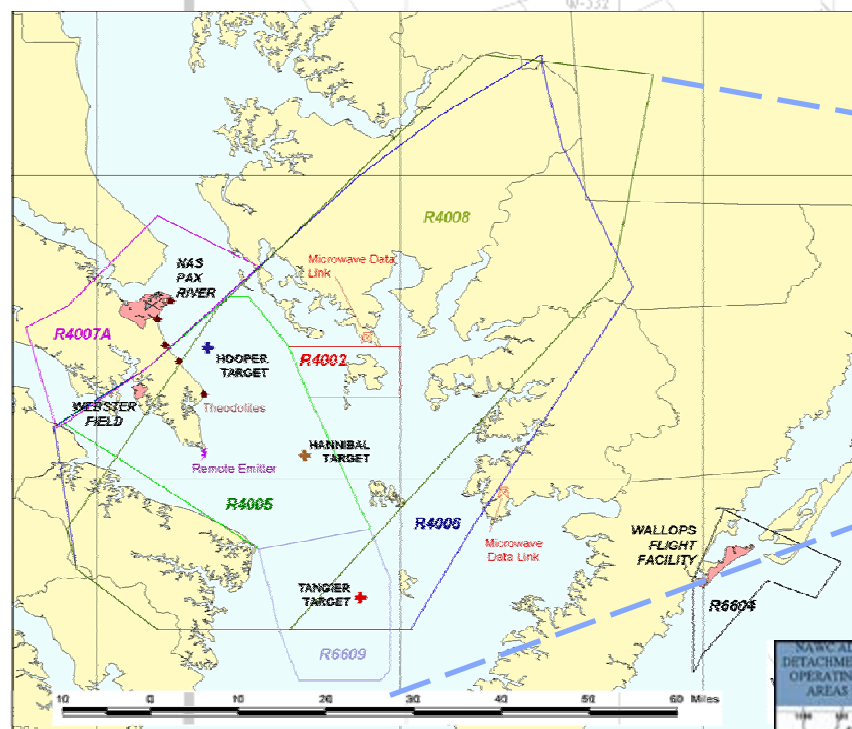 W-532
R4008
NAS
PAX
RIVER
Microwave Data
Link
R4007A
R4002
HOOPER
TARGET
WEBSTER
FIELD
Theodolites
HANNIBAL
TARGET
Remote Emitter
R4005
R4006
Microwave
Data Link
WALLOPS
FLIGHT
FACILITY
TANGIER
TARGET
R6604
R6609
NAWC AD
DETACHME
OPERATIN
AREAS
10 0 10 20 30 40 50 60 Miles